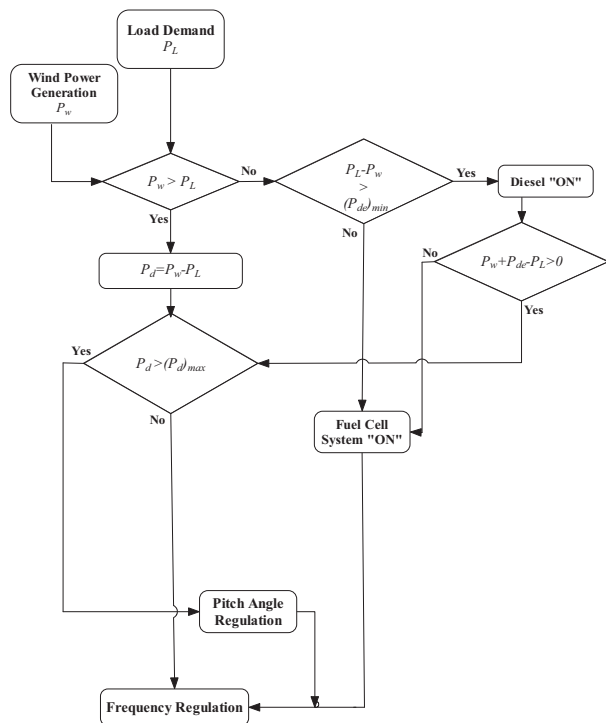 Load Demand
P_L
Wind Power
Generation
P_w
P_w > P_L
No
P_L-P_w
>
(P_de)_min
Yes
Diesel "ON"
Yes
No
No
P_w+P_de-P_L>0
P_d=P_w-P_L
Yes
Yes
P_d >(P_d)_max
No
Fuel Cell
System "ON"
Pitch Angle
Regulation
Frequency Regulation